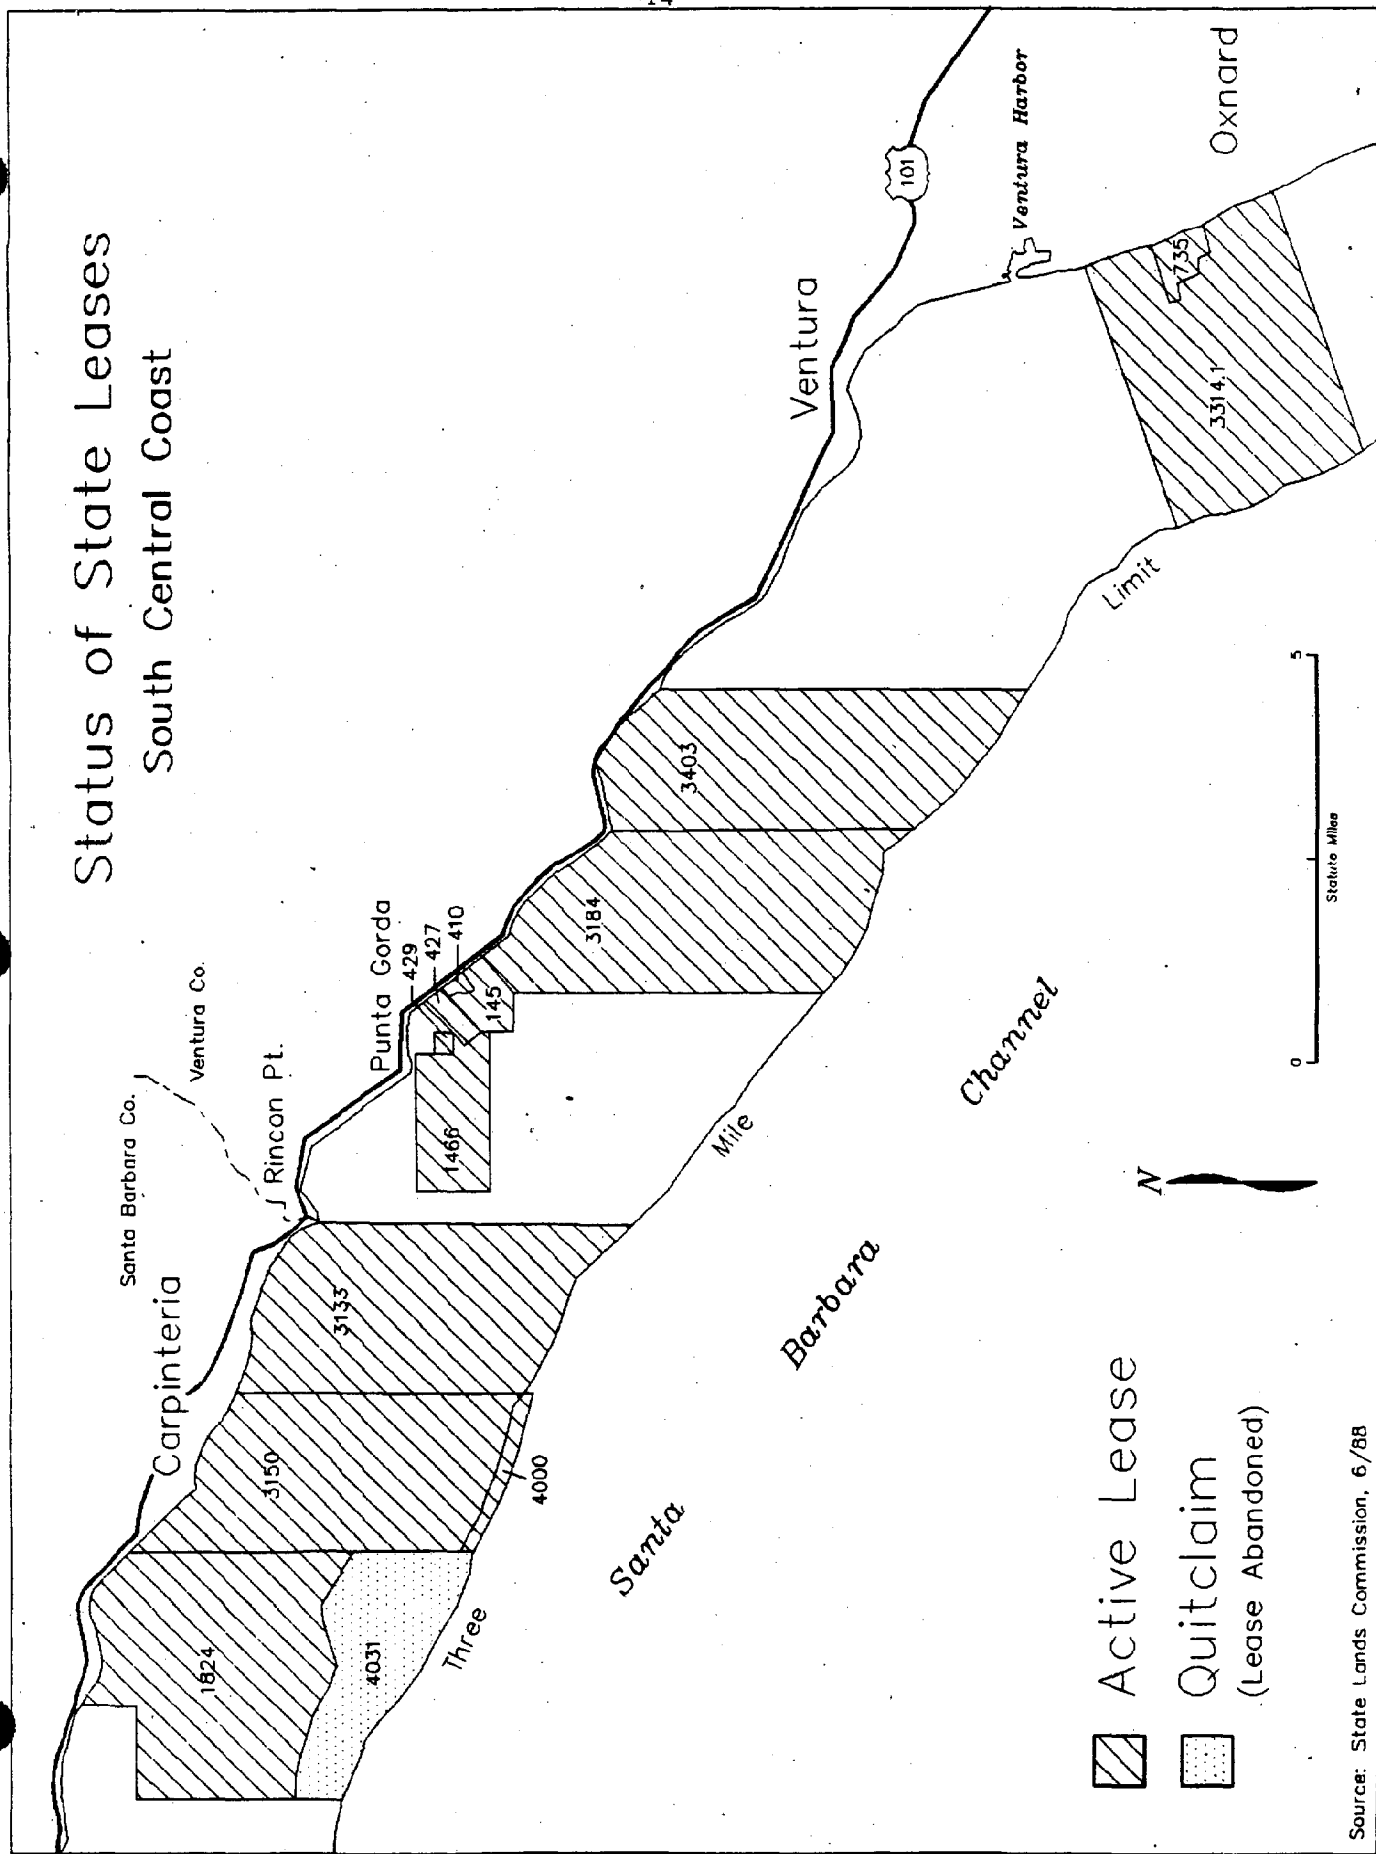 14
Status of State Leases
South Central Coast
Santa Barbara Co.
Ventura Co.
Carpinteria
Rincon Pt.
Punta Gorda
429
427
410
145
1466
1824
4031
3150
4000
3133
3184
3403
Ventura
101
Ventura Harbor
Oxnard
735
3314.1
Three
Mile
Limit
Santa
Barbara
Channel
N
0
5
Statute Miles
Active Lease
Quitclaim
(Lease Abandoned)
Source: State Lands Commission, 6/88